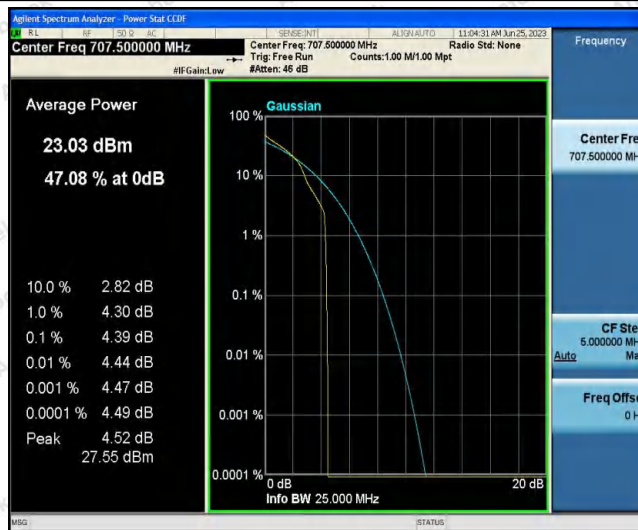 Agilent Spectrum Analyzer - Power Stat CCDF
RL RF 50 Ω AC SENSE:INT ALIGN AUTO 11:04:31 AM Jun 25, 2023
Center Freq 707.500000 MHz
Center Freq: 707.500000 MHz Radio Std: None
Trig: Free Run Counts:1.00 M/1.00 Mpt
#IFGain:Low #Atten: 46 dB
Frequency
Average Power
23.03 dBm
47.08 % at 0dB
10.0 % 2.82 dB
1.0 % 4.30 dB
0.1 % 4.39 dB
0.01 % 4.44 dB
0.001 % 4.47 dB
0.0001 % 4.49 dB
Peak 4.52 dB
27.55 dBm
Gaussian
100 %
10 %
1 %
0.1 %
0.01 %
0.001 %
0.0001 %
0 dB 20 dB
Info BW 25.000 MHz
Center Fre
707.500000 MH
CF Ste
5.000000 MH
Auto Ma
Freq Offse
0 H
MSG STATUS